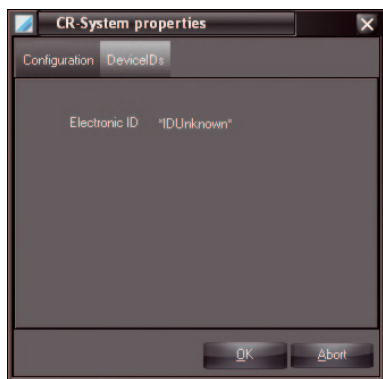 CR-System properties
Configuration DeviceIDs
Electronic ID "IDUnknown"
OK Abort